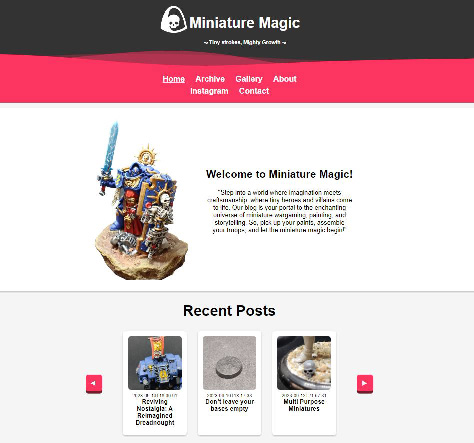 Miniature Magic
~ Tiny strokes, Mighty Growth ~
Home Archive Gallery About
Instagram Contact
Welcome to Miniature Magic!
"Step into a world where imagination meets
craftsmanship, where tiny heroes and villains come
to life. Our blog is your portal to the enchanting
universe of miniature wargaming, painting, and
storytelling. So, pick up your paints, assemble
your troops, and let the miniature magic begin!"
Recent Posts
Reviving
Nostalgia: A
Reimagined
Dreadnought
Don't leave your
bases empty
Multi Purpose
Miniatures